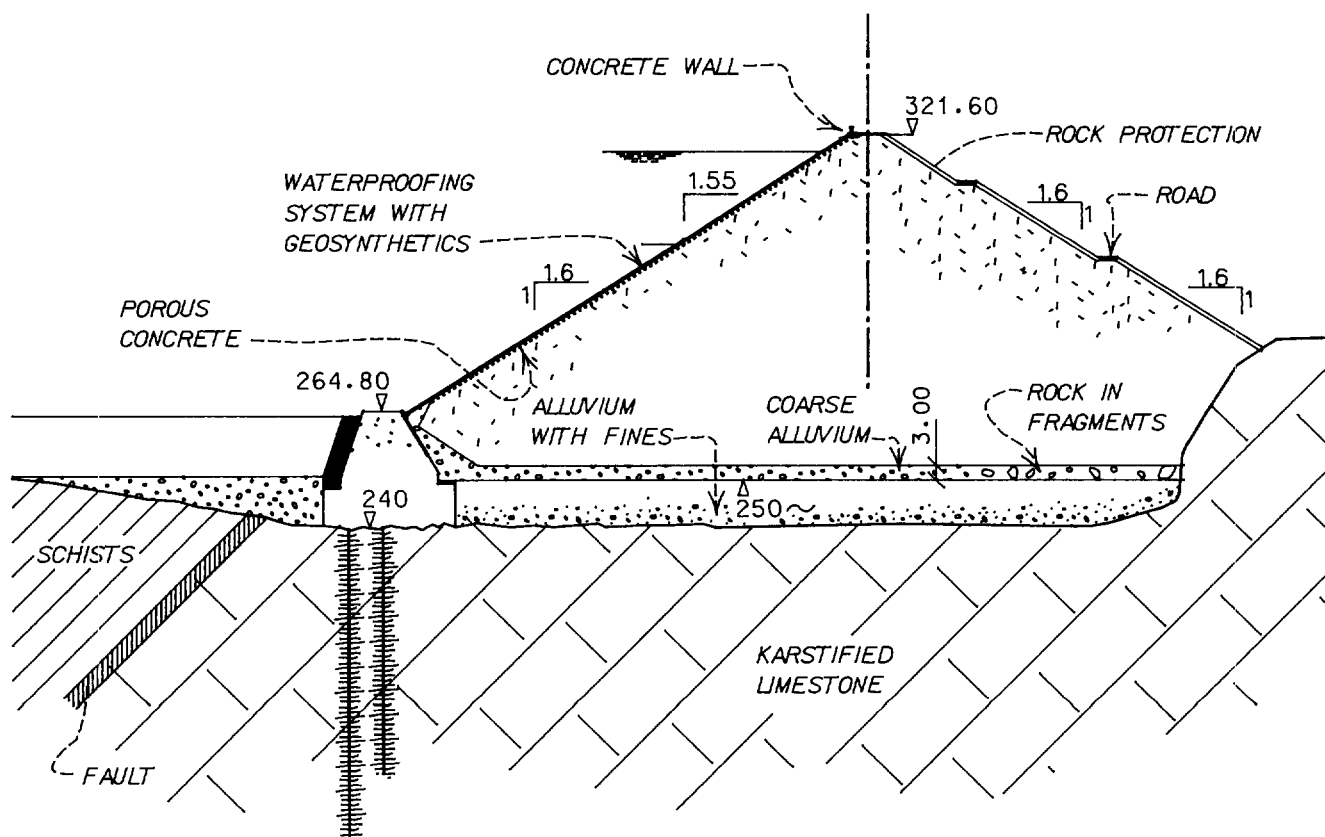 CONCRETE WALL
321.60
ROCK PROTECTION
WATERPROOFING
SYSTEM WITH
GEOSYNTHETICS
1.55
1.6
1
ROAD
1.6
1
1.6
1
POROUS
CONCRETE
264.80
ALLUVIUM
WITH FINES
COARSE
ALLUVIUM
3.00
ROCK IN
FRAGMENTS
240
250
SCHISTS
KARSTIFIED
LIMESTONE
FAULT